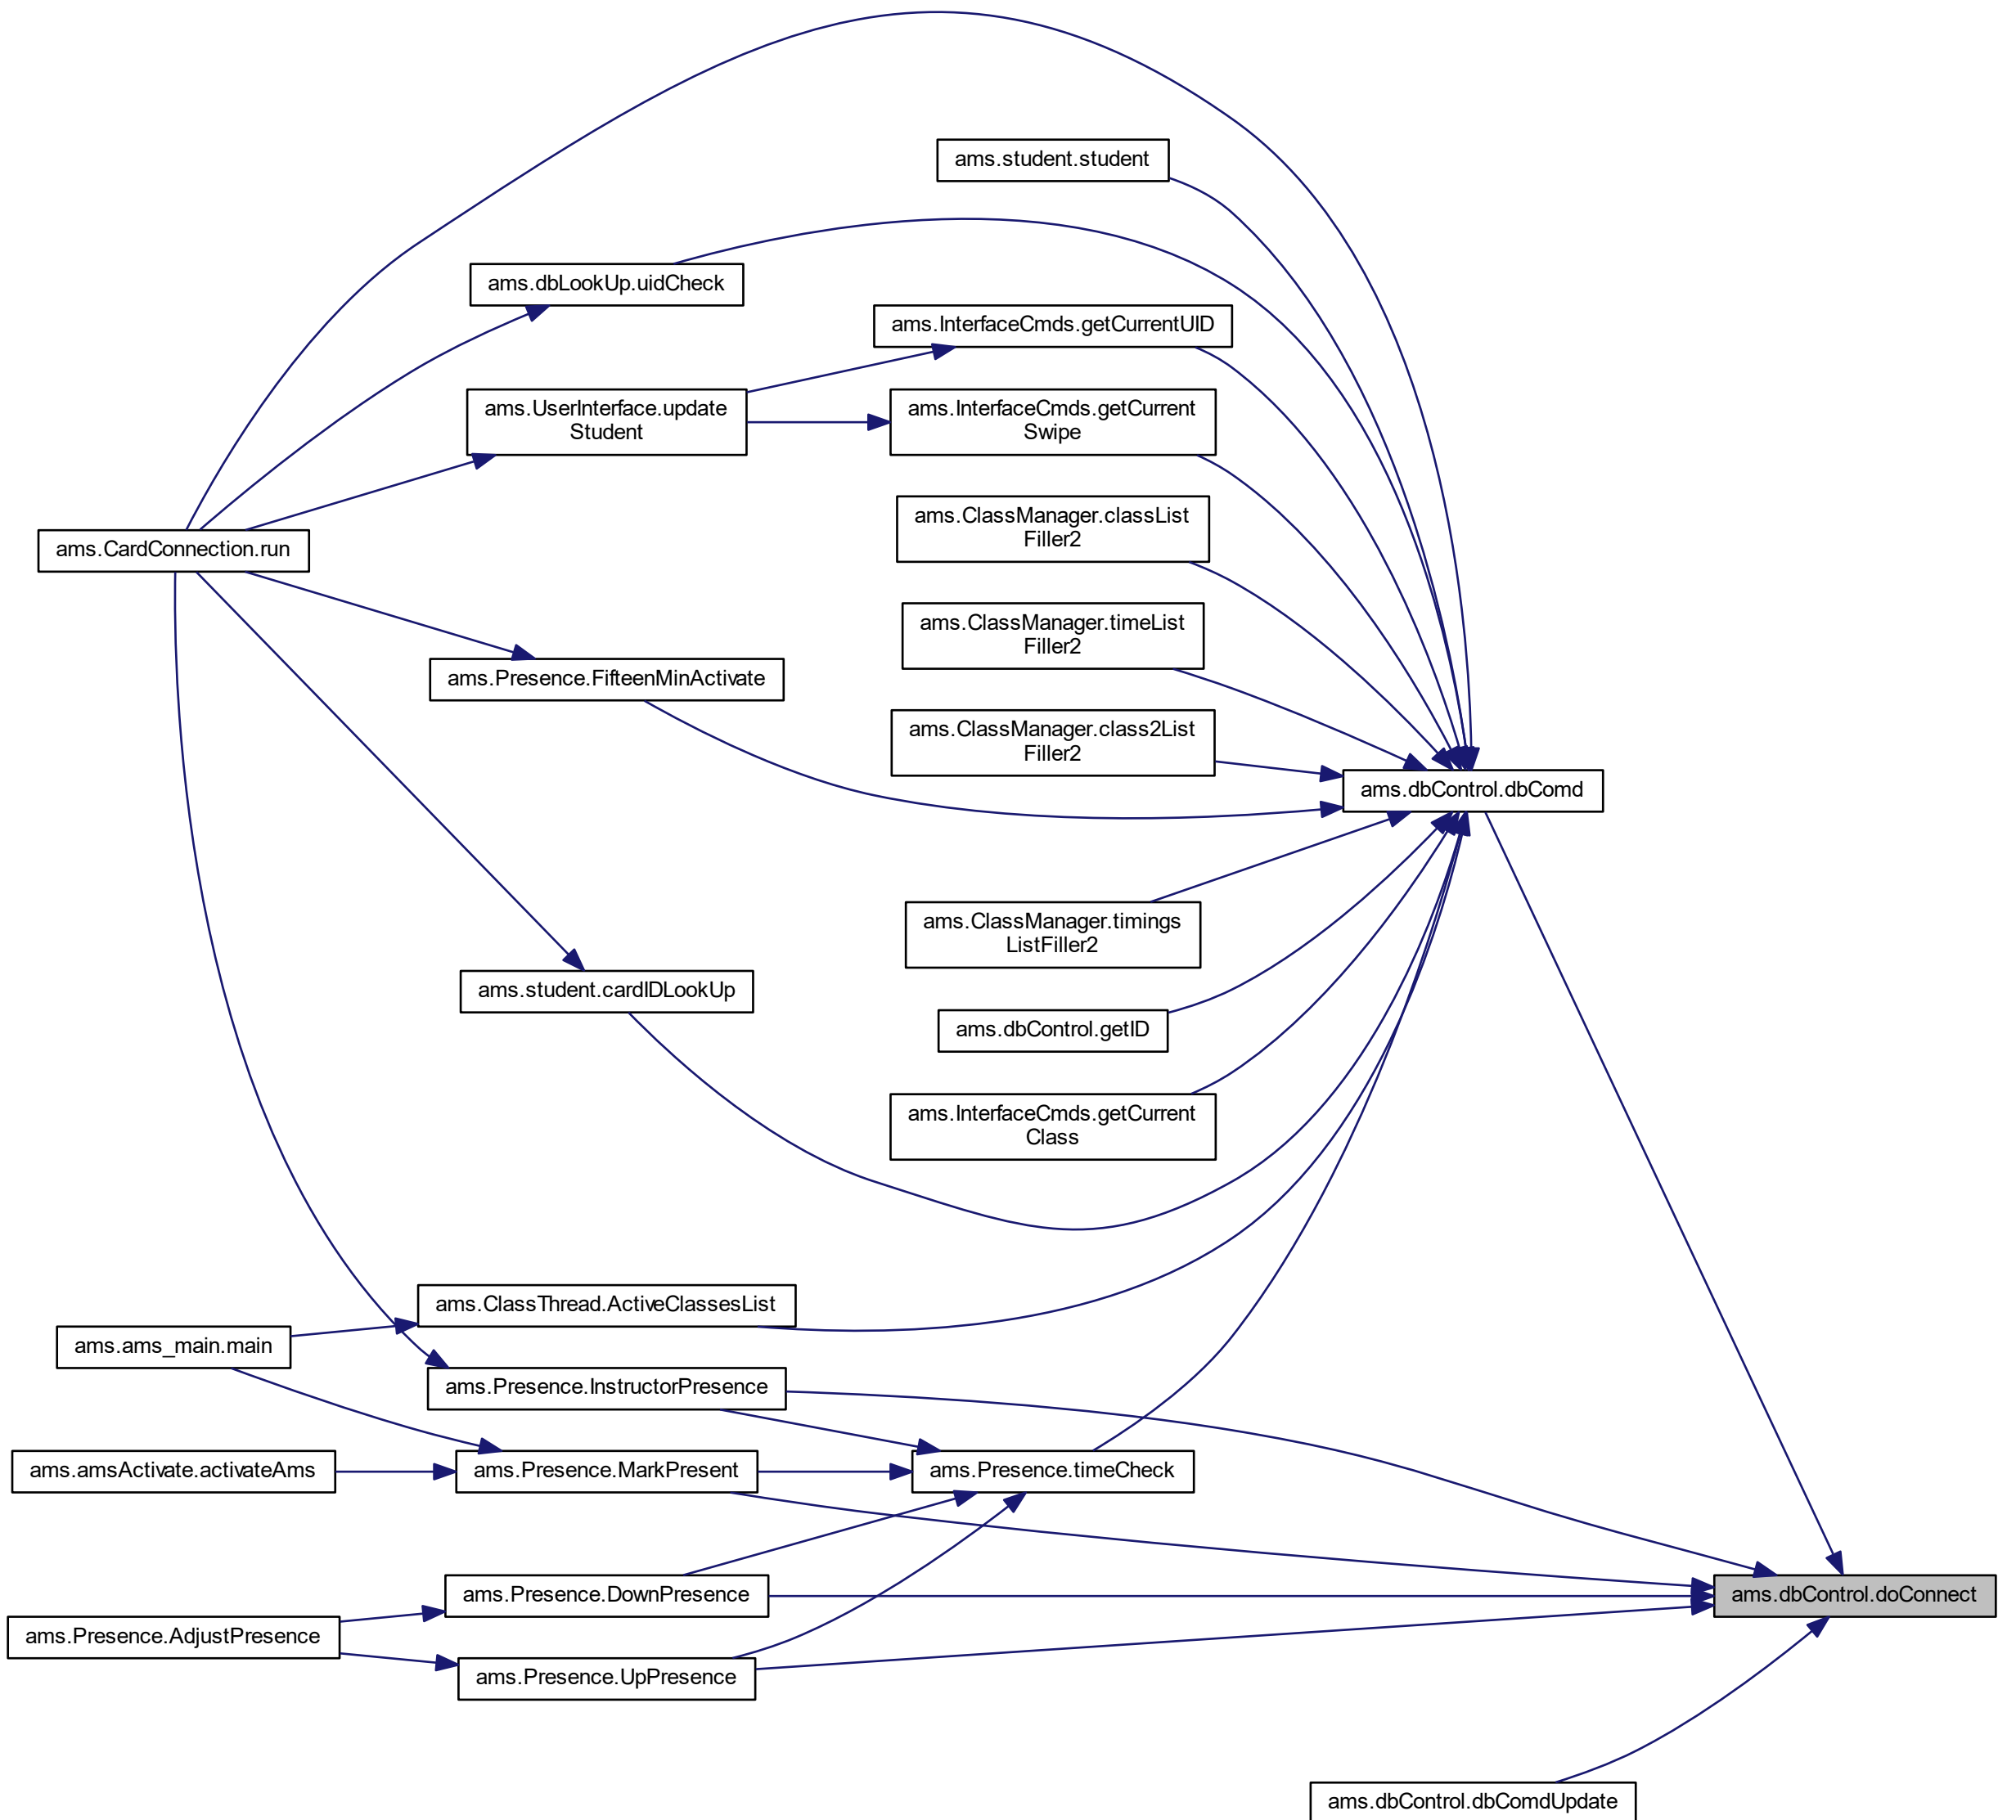 ams.student.student
ams.dbLookUp.uidCheck
ams.InterfaceCmds.getCurrentUID
ams.UserInterface.update
Student
ams.InterfaceCmds.getCurrent
Swipe
ams.ClassManager.classList
Filler2
ams.CardConnection.run
ams.ClassManager.timeList
Filler2
ams.Presence.FifteenMinActivate
ams.ClassManager.class2List
Filler2
ams.dbControl.dbComd
ams.ClassManager.timings
ListFiller2
ams.student.cardIDLookUp
ams.dbControl.getID
ams.InterfaceCmds.getCurrent
Class
ams.ClassThread.ActiveClassesList
ams.ams_main.main
ams.Presence.InstructorPresence
ams.amsActivate.activateAms
ams.Presence.MarkPresent
ams.Presence.timeCheck
ams.Presence.DownPresence
ams.dbControl.doConnect
ams.Presence.AdjustPresence
ams.Presence.UpPresence
ams.dbControl.dbComdUpdate